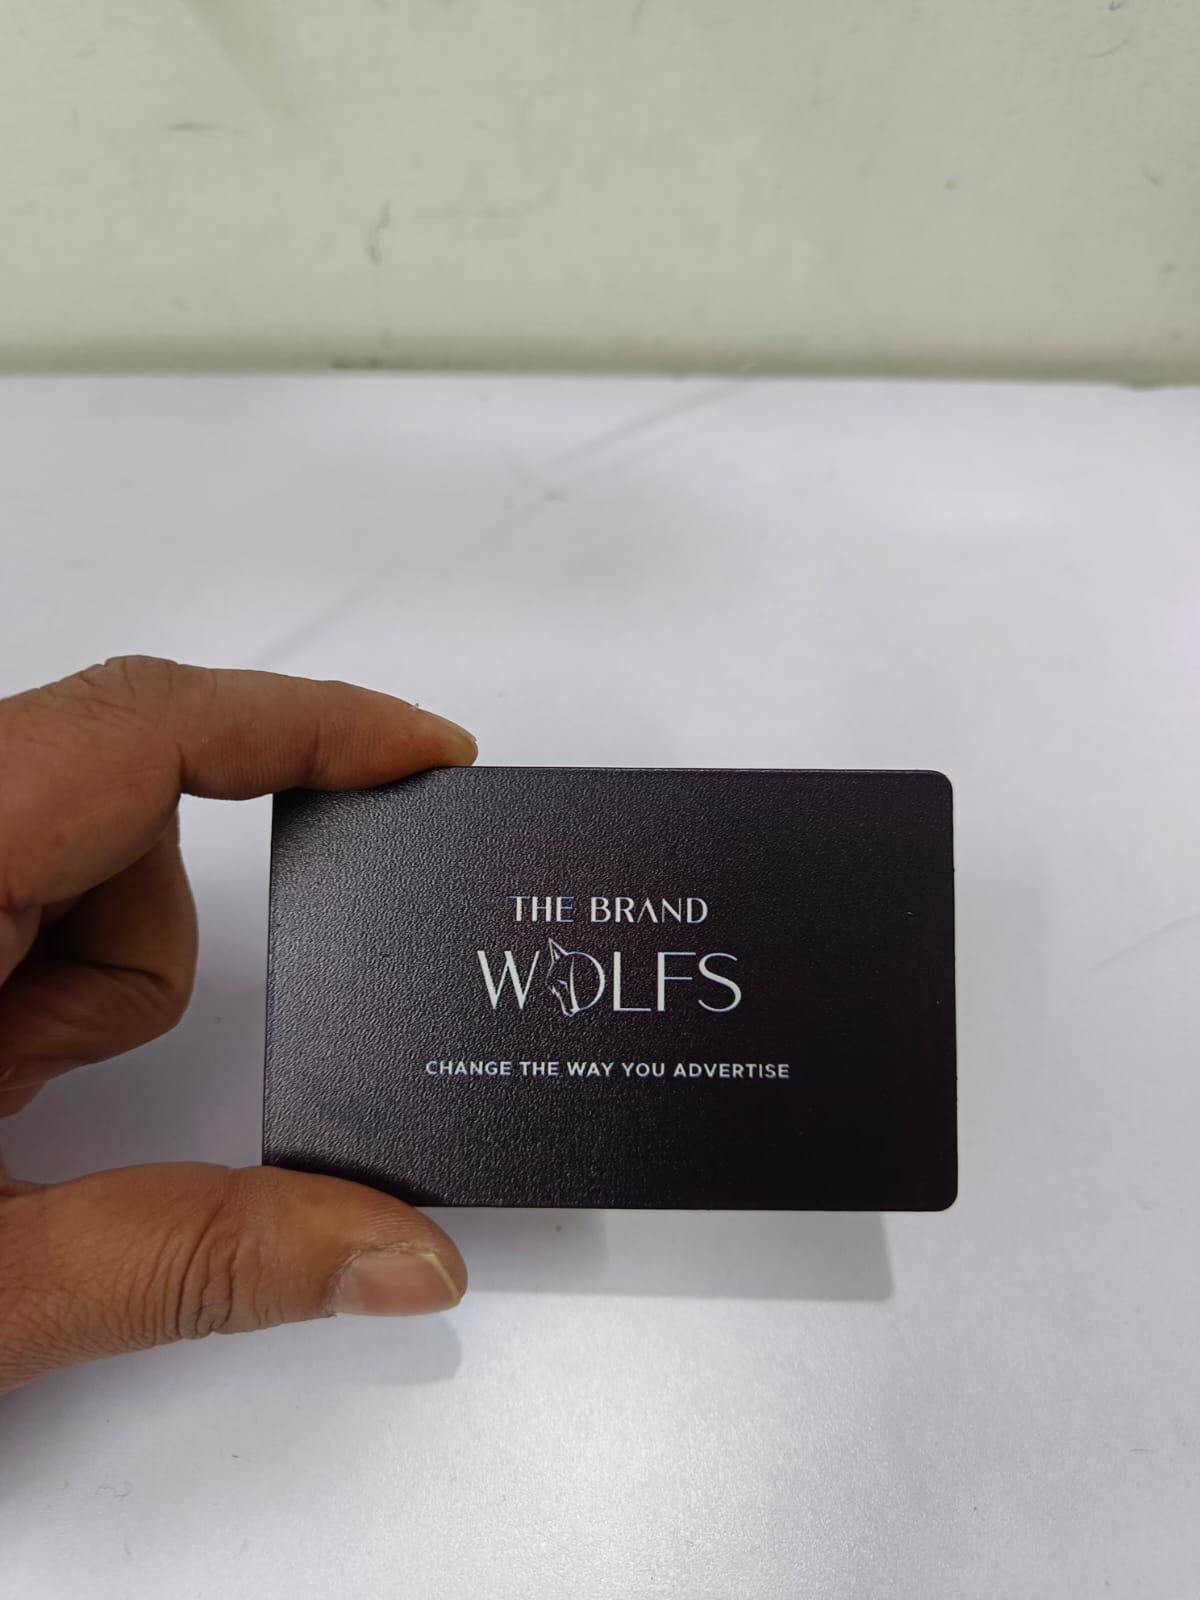 THE BRAND
WOLFS
CHANGE THE WAY YOU ADVERTISE